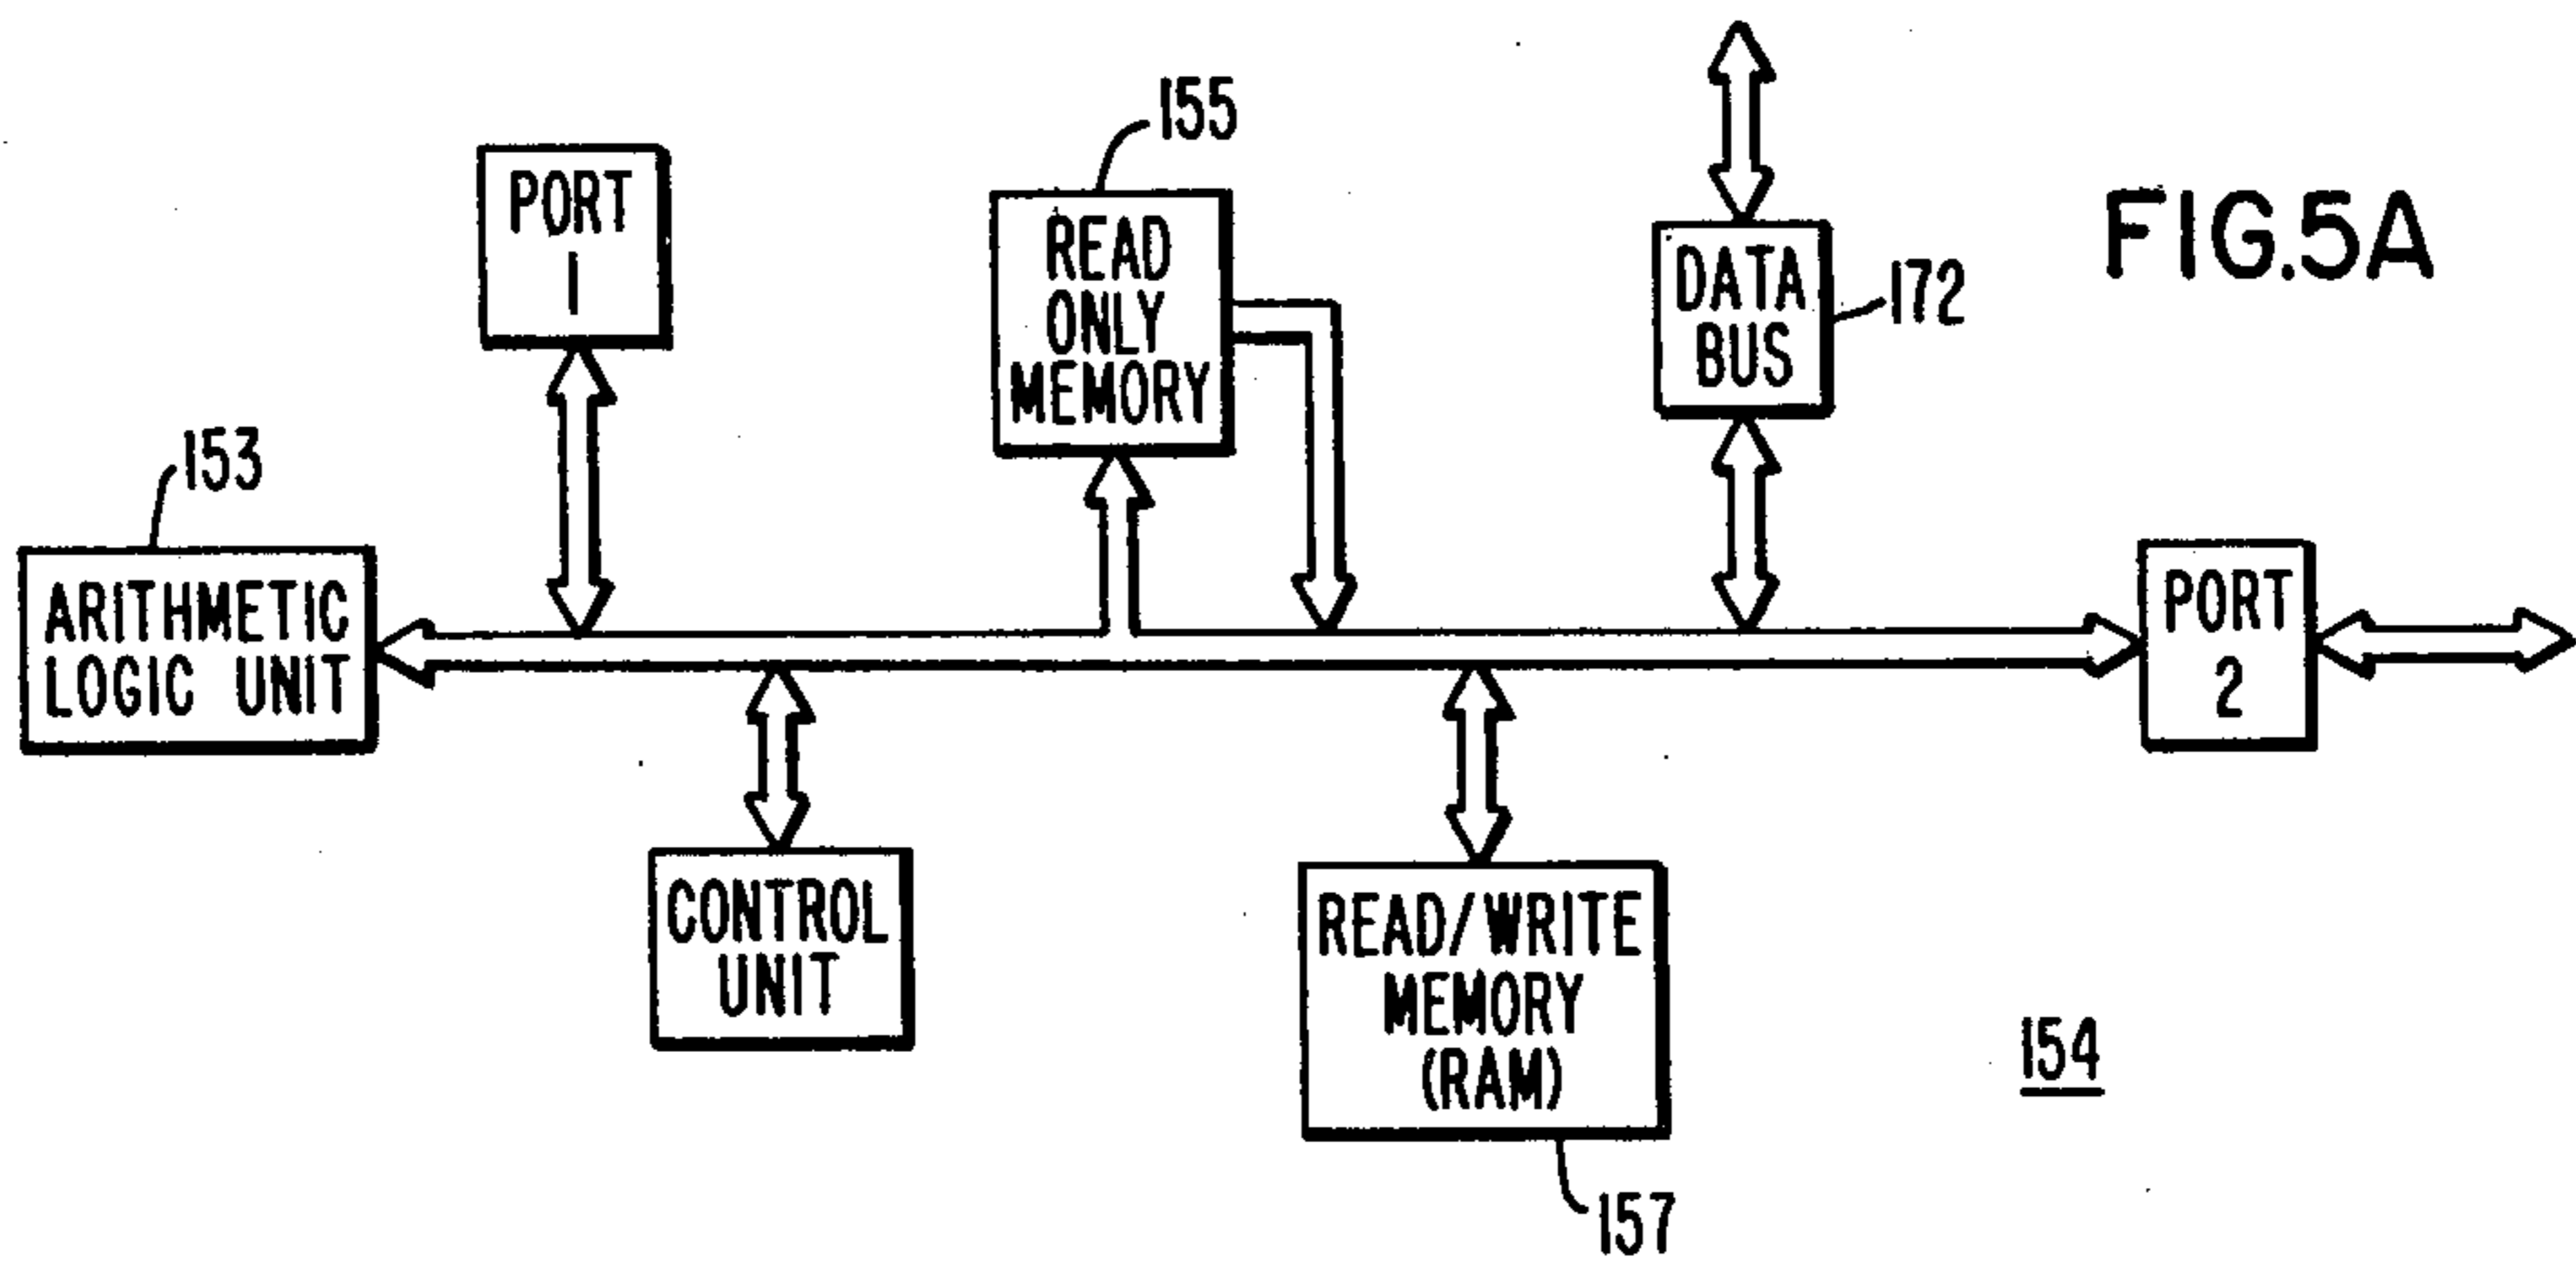 155
PORT
1
READ
ONLY
MEMORY
DATA
BUS
172
FIG.5A
153
ARITHMETIC
LOGIC UNIT
PORT
2
CONTROL
UNIT
READ/WRITE
MEMORY
(RAM)
154
157